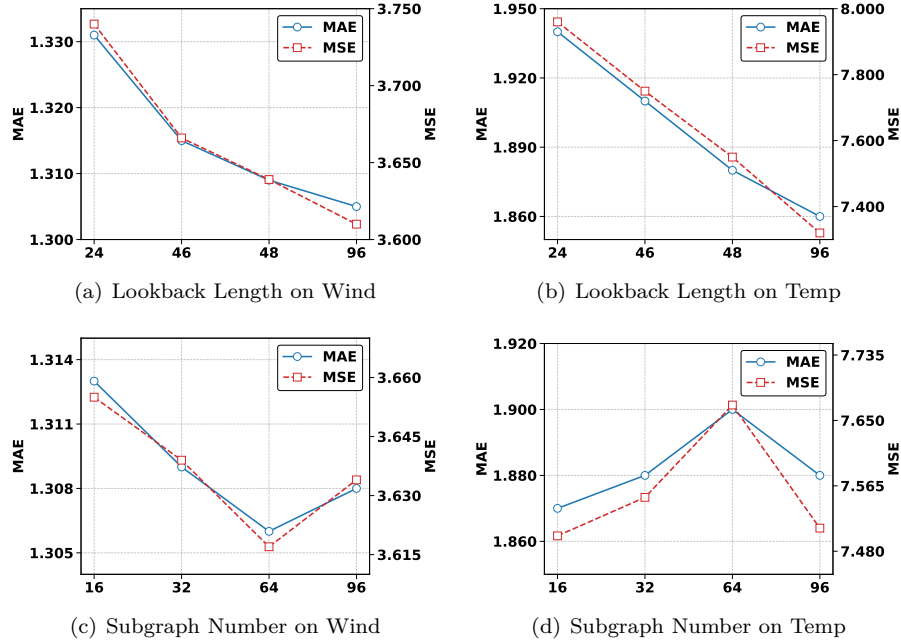 MAE
MSE
1.330
1.320
1.310
1.300
3.750
3.700
3.650
3.600
MAE
MSE
24
46
48
96
(a) Lookback Length on Wind
MAE
MSE
1.950
1.920
1.890
1.860
8.000
7.800
7.600
7.400
MAE
MSE
24
46
48
96
(b) Lookback Length on Temp
MAE
MSE
1.314
1.311
1.308
1.305
3.660
3.645
3.630
3.615
MAE
MSE
16
32
64
96
(c) Subgraph Number on Wind
MAE
MSE
1.920
1.900
1.880
1.860
7.735
7.650
7.565
7.480
MAE
MSE
16
32
64
96
(d) Subgraph Number on Temp